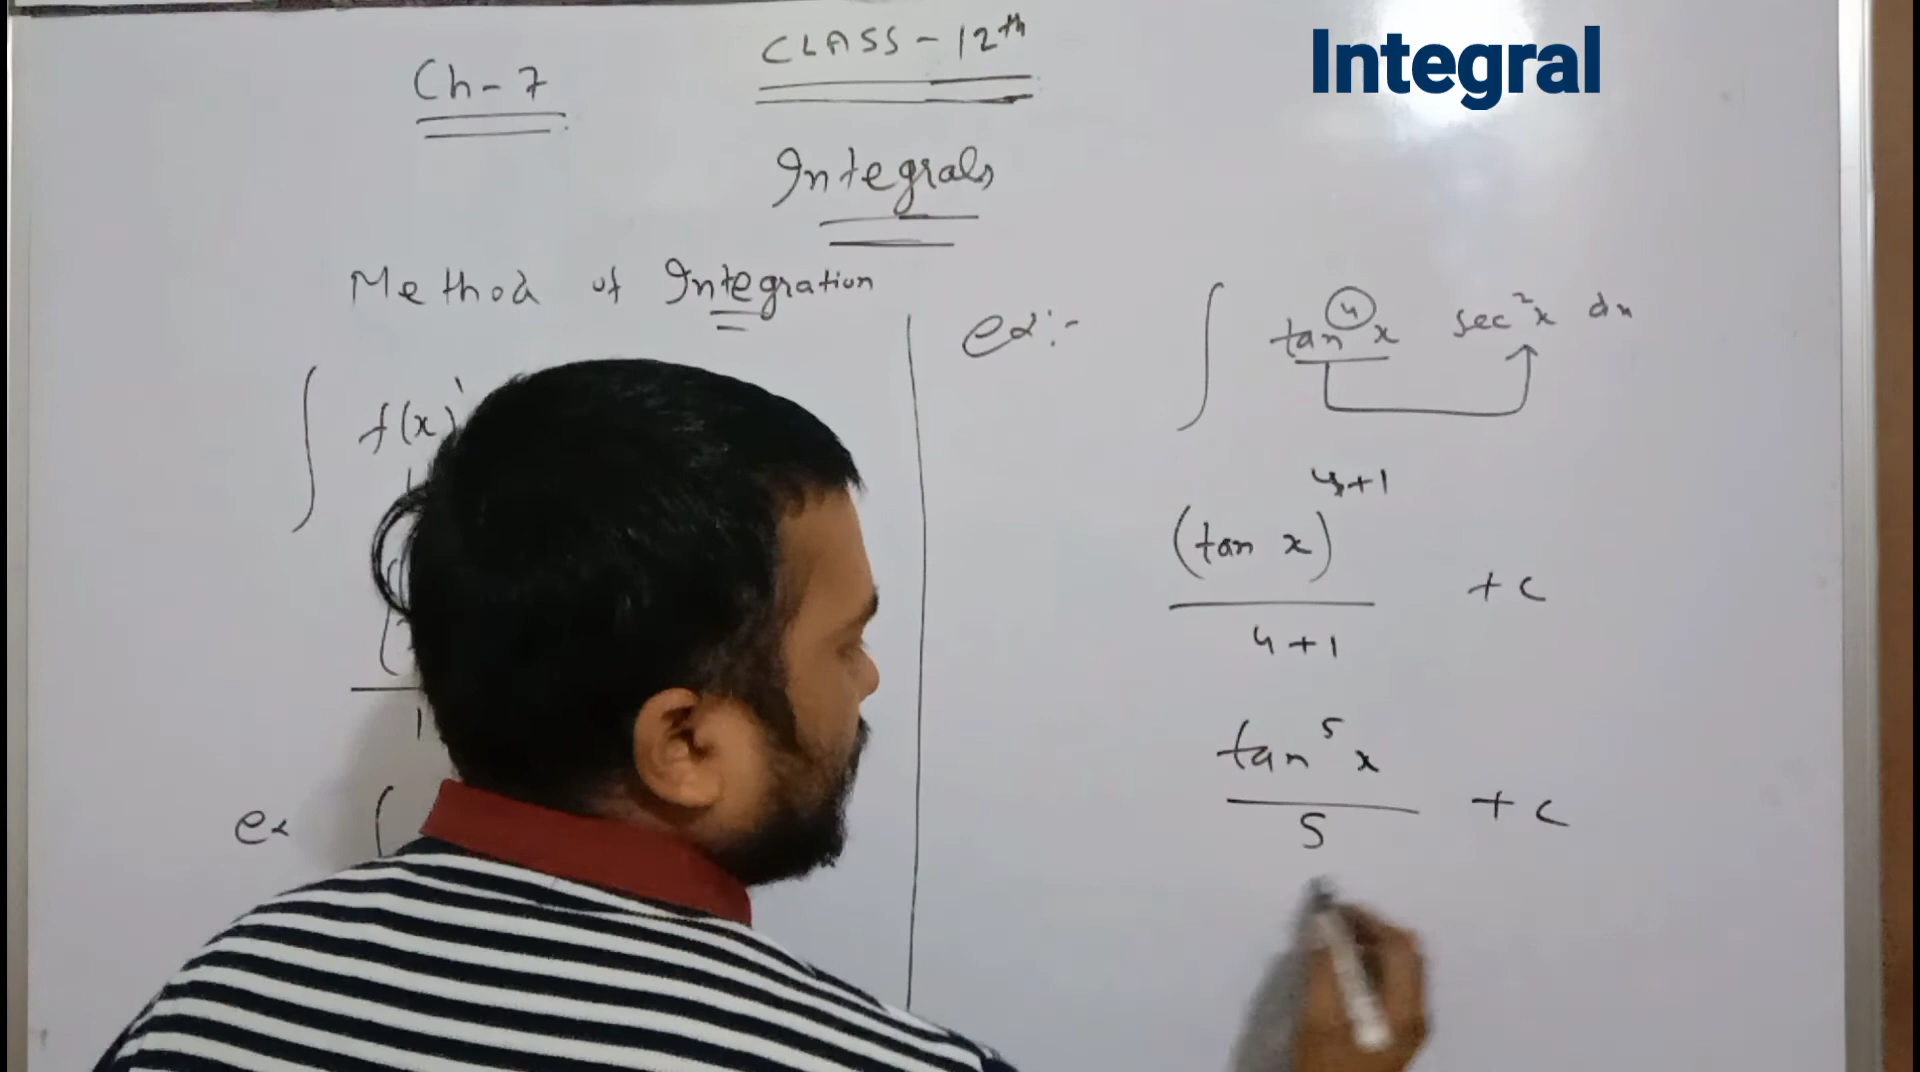 Integral
Ch-7
CLASS-12th
Integrals
Method of Integration
∫ f(x)'
1
ex (
ex:- ∫ tan⁴x sec²x dx
(tan x)⁴⁺¹ / 4+1 + c
tan⁵x / 5 + c